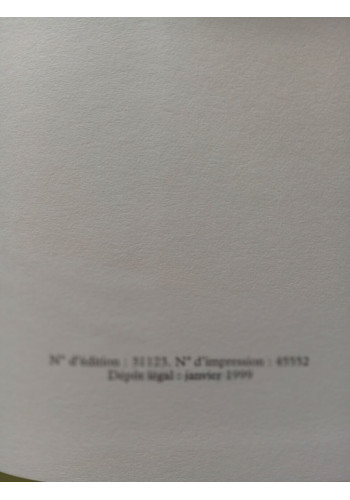 N° d'édition : 51123. N° d'impression : 45552
Dépôt légal : janvier 1999